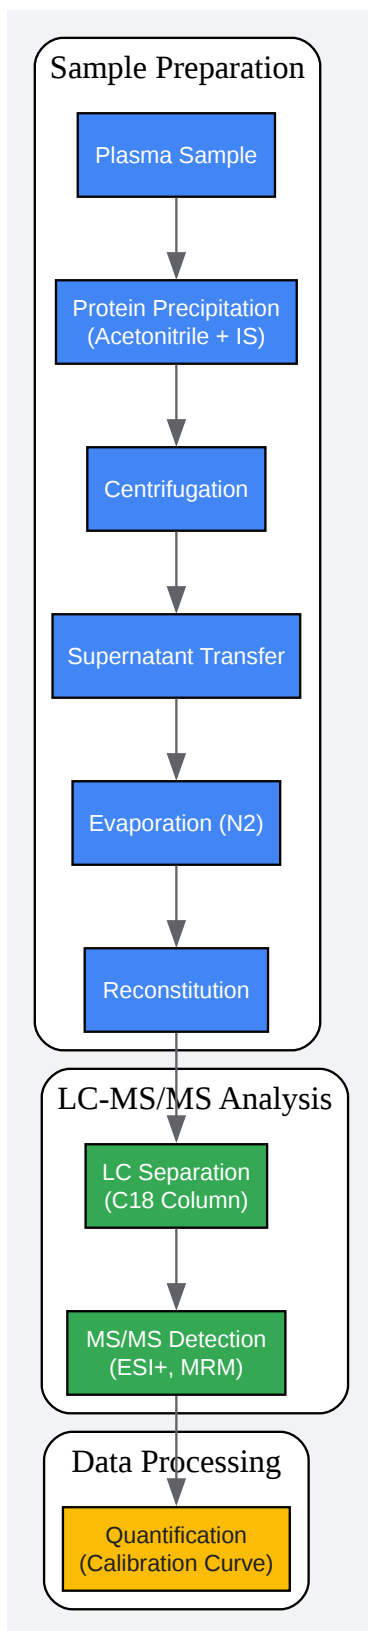 Sample Preparation
Plasma Sample
Protein Precipitation
(Acetonitrile + IS)
Centrifugation
Supernatant Transfer
Evaporation (N2)
Reconstitution
LC-MS/MS Analysis
LC Separation
(C18 Column)
MS/MS Detection
(ESI+, MRM)
Data Processing
Quantification
(Calibration Curve)